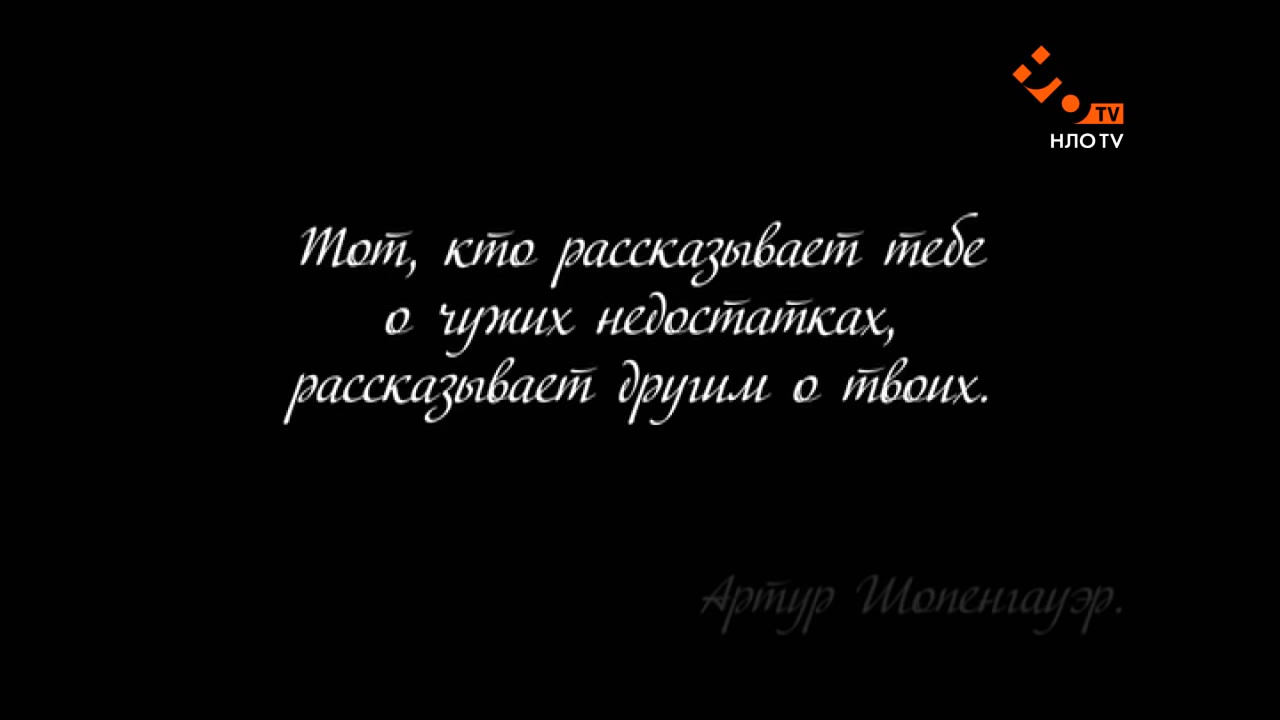 TV
НЛО TV
Тот, кто рассказывает тебе
о чужих недостатках,
рассказывает другим о твоих.
Артур Шопенгауэр.